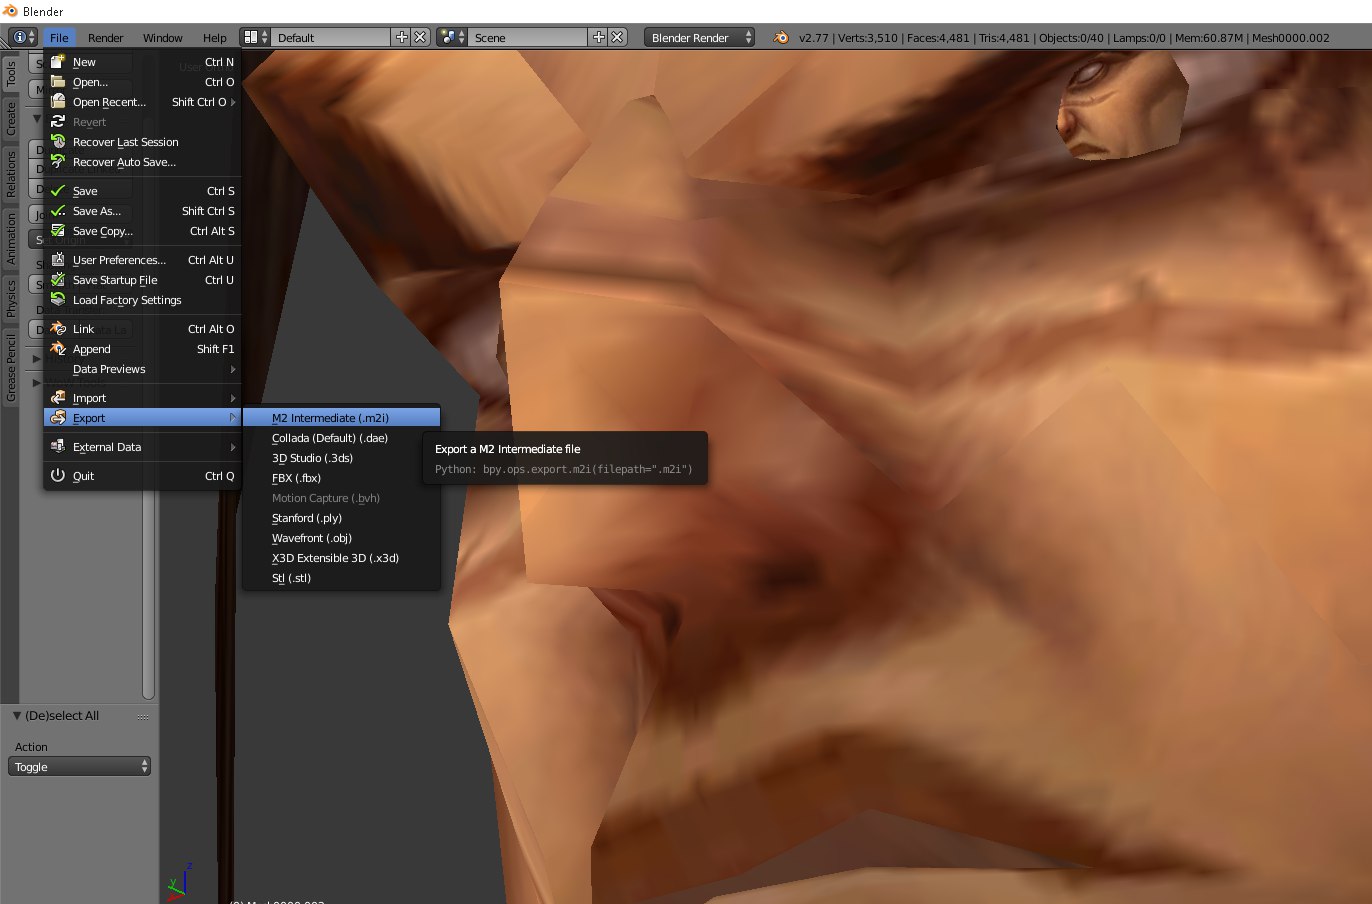 Blender
File Render Window Help Default Scene Blender Render v2.77 | Verts:3,510 | Faces:4,481 | Tris:4,481 | Objects:0/40 | Lamps:0/0 | Mem:60.87M | Mesh0000.002
New Ctrl N
Open... Ctrl O
Open Recent... Shift Ctrl O
Revert
Recover Last Session
Recover Auto Save...
Save Ctrl S
Save As... Shift Ctrl S
Save Copy... Ctrl Alt S
User Preferences... Ctrl Alt U
Save Startup File Ctrl U
Load Factory Settings
Link Ctrl Alt O
Append Shift F1
Data Previews
Import
Export
External Data
Quit Ctrl Q
M2 Intermediate (.m2i)
Collada (Default) (.dae)
3D Studio (.3ds)
FBX (.fbx)
Motion Capture (.bvh)
Stanford (.ply)
Wavefront (.obj)
X3D Extensible 3D (.x3d)
Stl (.stl)
Export a M2 Intermediate file
Python: bpy.ops.export.m2i(filepath=".m2i")
Tools
Create
Relations
Animation
Physics
Grease Pencil
(De)select All
Action
Toggle
z
y